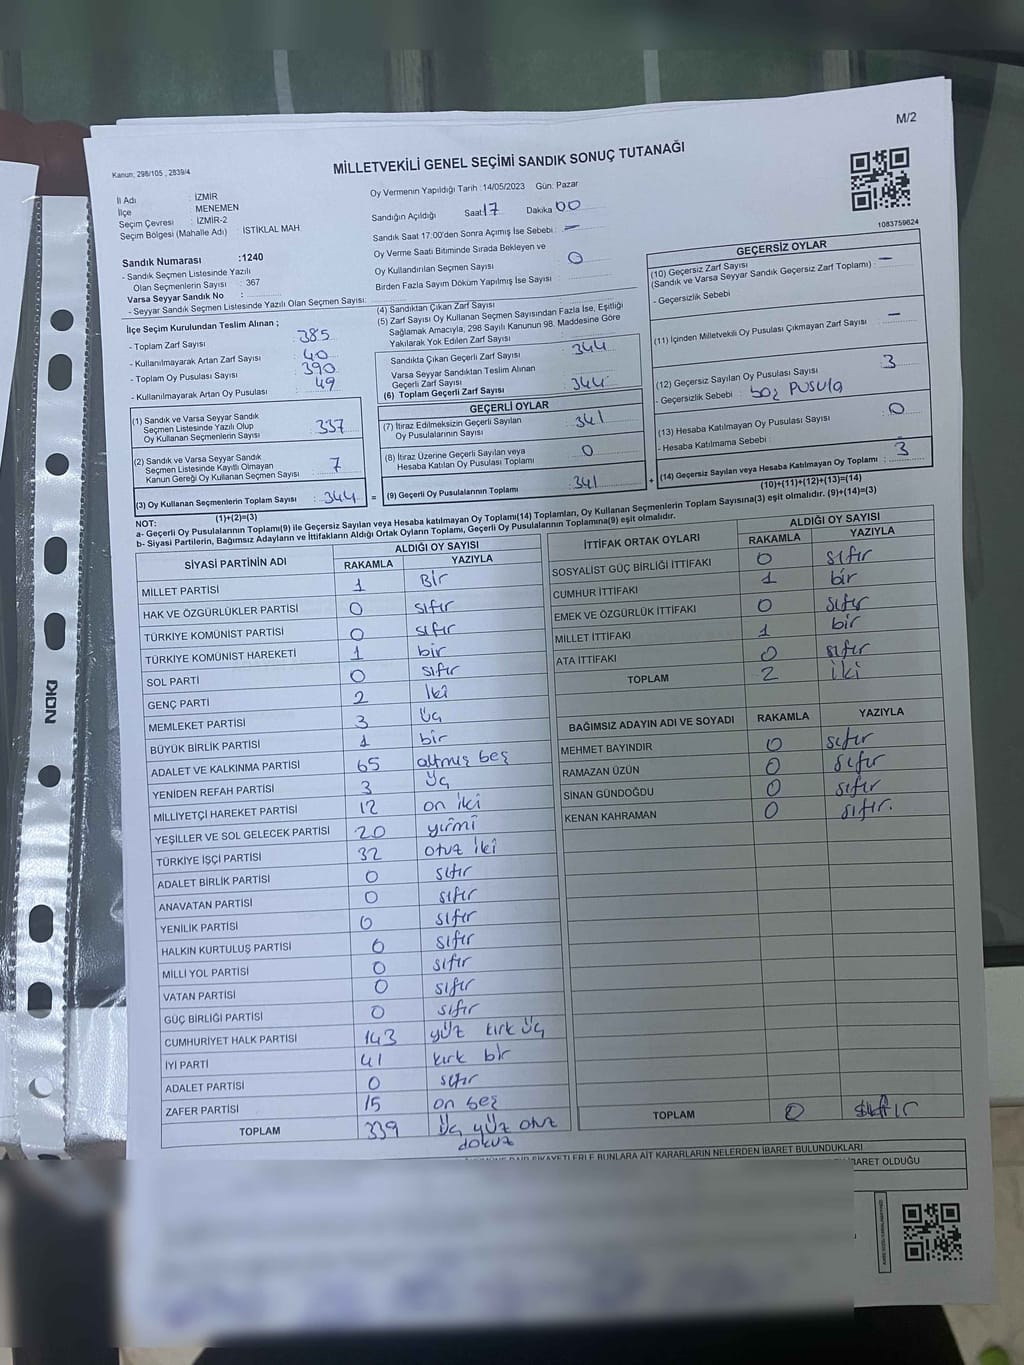 M/2
Kanun; 298/105 , 2839/4
MİLLETVEKİLİ GENEL SEÇİMİ SANDIK SONUÇ TUTANAĞI
1083759824
İl Adı : İZMİR
İlçe : MENEMEN
Seçim Çevresi : İZMİR-2
Seçim Bölgesi (Mahalle Adı) : İSTİKLAL MAH
Sandık Numarası :1240
- Sandık Seçmen Listesinde Yazılı
Olan Seçmenlerin Sayısı : 367
Varsa Seyyar Sandık No :
- Seyyar Sandık Seçmen Listesinde Yazılı Olan Seçmen Sayısı:
Oy Vermenin Yapıldığı Tarih :14/05/2023 Gün: Pazar
Sandığın Açıldığı Saat 17 Dakika 00
Sandık Saat 17:00'den Sonra Açımış İse Sebebi : —
Oy Verme Saati Bitiminde Sırada Bekleyen ve
Oy Kullandırılan Seçmen Sayısı : 0
Birden Fazla Sayım Döküm Yapılmış İse Sayısı :
İlçe Seçim Kurulundan Teslim Alınan ;
- Toplam Zarf Sayısı : 385
- Kullanılmayarak Artan Zarf Sayısı : 40
- Toplam Oy Pusulası Sayısı : 390
- Kullanılmayarak Artan Oy Pusulası : 49
(1) Sandık ve Varsa Seyyar Sandık
Seçmen Listesinde Yazılı Olup
Oy Kullanan Seçmenlerin Sayısı : 337
(2) Sandık ve Varsa Seyyar Sandık
Seçmen Listesinde Kayıtlı Olmayan
Kanun Gereği Oy Kullanan Seçmen Sayısı : 7
(3) Oy Kullanan Seçmenlerin Toplam Sayısı : 344 =
(1)+(2)=(3)
(4) Sandıktan Çıkan Zarf Sayısı :
(5) Zarf Sayısı Oy Kullanan Seçmen Sayısından Fazla İse, Eşitliği
Sağlamak Amacıyla, 298 Sayılı Kanunun 98. Maddesine Göre
Yakılarak Yok Edilen Zarf Sayısı :
Sandıkta Çıkan Geçerli Zarf Sayısı : 344
Varsa Seyyar Sandıktan Teslim Alınan
Geçerli Zarf Sayısı
(6) Toplam Geçerli Zarf Sayısı : 344
GEÇERLİ OYLAR
(7) İtiraz Edilmeksizin Geçerli Sayılan
Oy Pusulalarının Sayısı : 341
(8) İtiraz Üzerine Geçerli Sayılan veya
Hesaba Katılan Oy Pusulası Toplamı : 0
(9) Geçerli Oy Pusulalarının Toplamı : 341 +
GEÇERSİZ OYLAR
(10) Geçersiz Zarf Sayısı
(Sandık ve Varsa Seyyar Sandık Geçersiz Zarf Toplamı) : —
- Geçersizlik Sebebi
(11) İçinden Milletvekili Oy Pusulası Çıkmayan Zarf Sayısı : —
(12) Geçersiz Sayılan Oy Pusulası Sayısı : 3
- Geçersizlik Sebebi : boş pusula
(13) Hesaba Katılmayan Oy Pusulası Sayısı : 0
- Hesaba Katılmama Sebebi :
(14) Geçersiz Sayılan veya Hesaba Katılmayan Oy Toplamı : 3
(10)+(11)+(12)+(13)=(14)
NOT:
a- Geçerli Oy Pusulalarının Toplamı(9) ile Geçersiz Sayılan veya Hesaba katılmayan Oy Toplamı(14) Toplamları, Oy Kullanan Seçmenlerin Toplam Sayısına(3) eşit olmalıdır. (9)+(14)=(3)
b- Siyasi Partilerin, Bağımsız Adayların ve İttifakların Aldığı Ortak Oyların Toplamı, Geçerli Oy Pusulalarının Toplamına(9) eşit olmalıdır.
SİYASİ PARTİNİN ADI ALDIĞI OY SAYISI
RAKAMLA YAZIYLA
MİLLET PARTİSİ 1 Bir
HAK VE ÖZGÜRLÜKLER PARTİSİ 0 sıfır
TÜRKİYE KOMÜNİST PARTİSİ 0 sıfır
TÜRKİYE KOMÜNİST HAREKETİ 1 bir
SOL PARTİ 0 sıfır
GENÇ PARTİ 2 iki
MEMLEKET PARTİSİ 3 Üç
BÜYÜK BİRLİK PARTİSİ 1 bir
ADALET VE KALKINMA PARTİSİ 65 altmış beş
YENİDEN REFAH PARTİSİ 3 Üç
MİLLİYETÇİ HAREKET PARTİSİ 12 on iki
YEŞİLLER VE SOL GELECEK PARTİSİ 20 yirmi
TÜRKİYE İŞÇİ PARTİSİ 32 otuz iki
ADALET BİRLİK PARTİSİ 0 sıfır
ANAVATAN PARTİSİ 0 sıfır
YENİLİK PARTİSİ 0 sıfır
HALKIN KURTULUŞ PARTİSİ 0 sıfır
MİLLİ YOL PARTİSİ 0 sıfır
VATAN PARTİSİ 0 sıfır
GÜÇ BİRLİĞİ PARTİSİ 0 sıfır
CUMHURİYET HALK PARTİSİ 143 yüz kırk üç
İYİ PARTİ 41 kırk bir
ADALET PARTİSİ 0 sıfır
ZAFER PARTİSİ 15 on beş
TOPLAM 339 Üç yüz otuz
dokuz
İTTİFAK ORTAK OYLARI ALDIĞI OY SAYISI
RAKAMLA YAZIYLA
SOSYALİST GÜÇ BİRLİĞİ İTTİFAKI 0 sıfır
CUMHUR İTTİFAKI 1 bir
EMEK VE ÖZGÜRLÜK İTTİFAKI 0 sıfır
MİLLET İTTİFAKI 1 bir
ATA İTTİFAKI 0 sıfır
TOPLAM 2 iki
BAĞIMSIZ ADAYIN ADI VE SOYADI RAKAMLA YAZIYLA
MEHMET BAYINDIR 0 sıfır
RAMAZAN ÜZÜN 0 sıfır
SİNAN GÜNDOĞDU 0 sıfır
KENAN KAHRAMAN 0 sıfır.
TOPLAM 0 sıfır
ŞİKAYETLERLE BUNLARA AİT KARARLARIN NELERDEN İBARET BULUNDUKLARI
İBARET OLDUĞU
NOKI